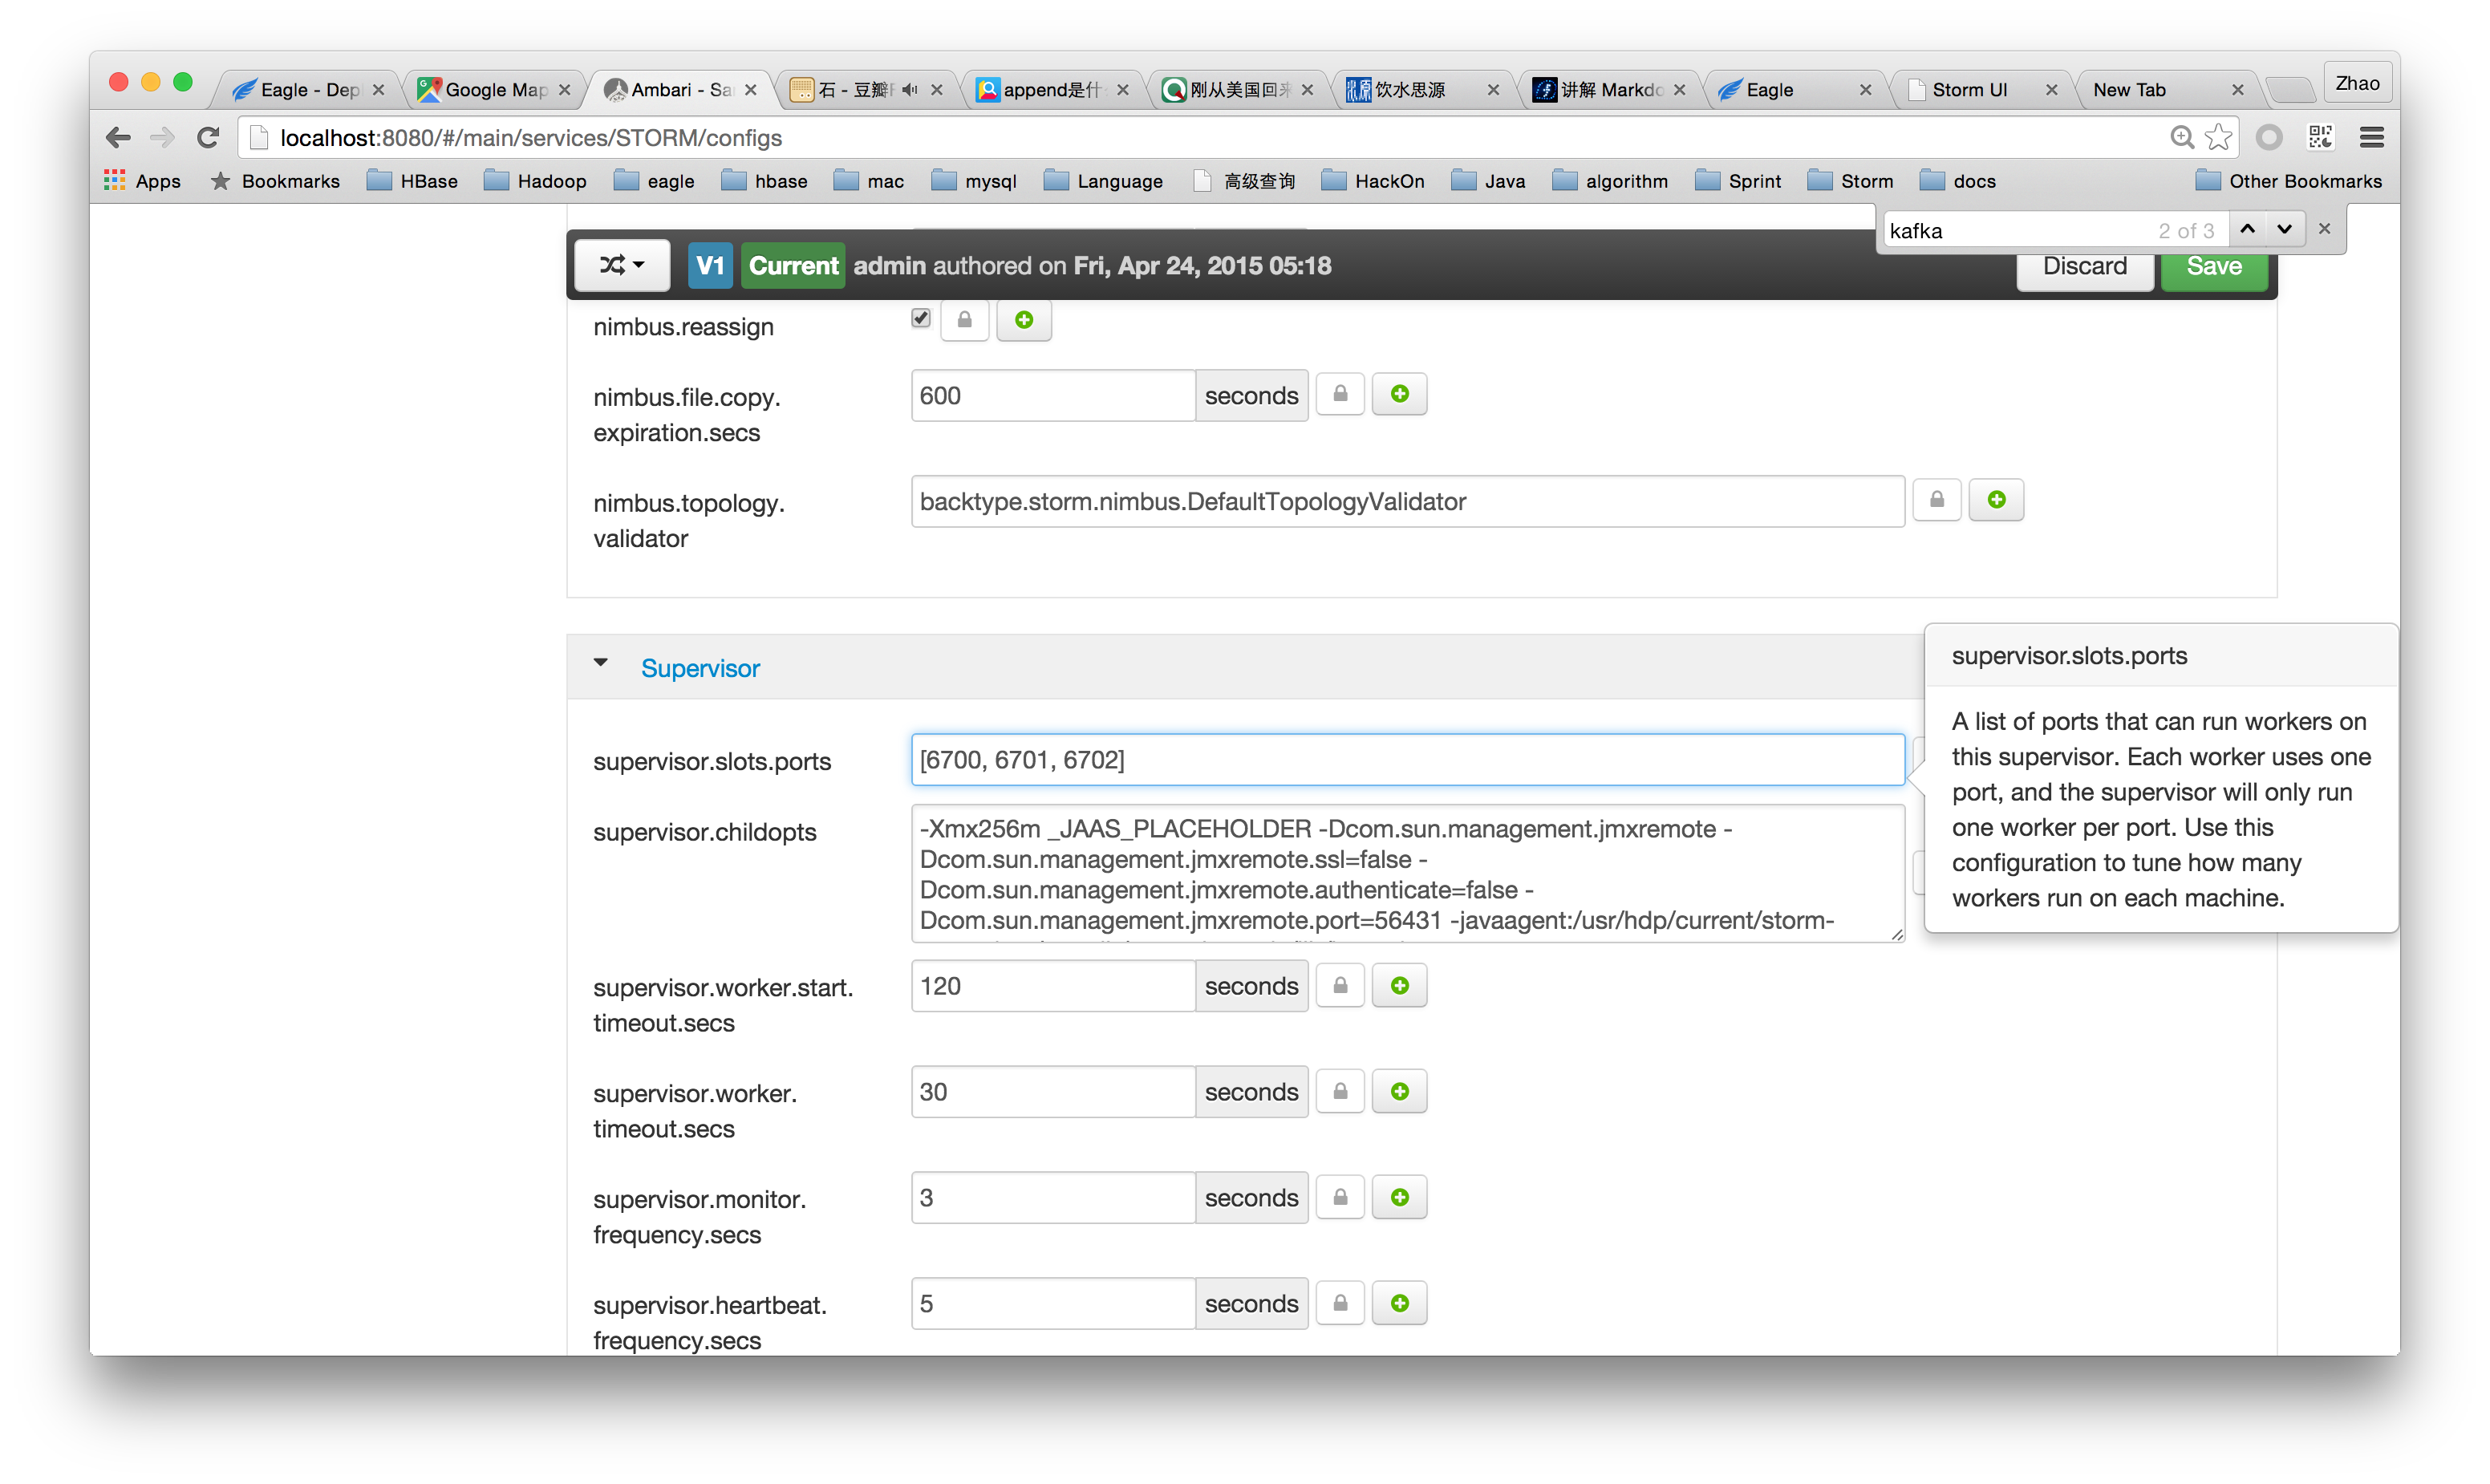 Eagle - Dep
Google Map
Ambari - Sa
石 - 豆瓣F
append是什
刚从美国回来
饮水思源
讲解 Markdo
Eagle
Storm UI
New Tab
Zhao
localhost:8080/#/main/services/STORM/configs
Apps
Bookmarks
HBase
Hadoop
eagle
hbase
mac
mysql
Language
高级查询
HackOn
Java
algorithm
Sprint
Storm
docs
Other Bookmarks
kafka
2 of 3
V1
Current
admin authored on Fri, Apr 24, 2015 05:18
Discard
Save
nimbus.reassign
nimbus.file.copy.
expiration.secs
600
seconds
nimbus.topology.
validator
backtype.storm.nimbus.DefaultTopologyValidator
Supervisor
supervisor.slots.ports
[6700, 6701, 6702]
supervisor.slots.ports
A list of ports that can run workers on
this supervisor. Each worker uses one
port, and the supervisor will only run
one worker per port. Use this
configuration to tune how many
workers run on each machine.
supervisor.childopts
-Xmx256m _JAAS_PLACEHOLDER -Dcom.sun.management.jmxremote -
Dcom.sun.management.jmxremote.ssl=false -
Dcom.sun.management.jmxremote.authenticate=false -
Dcom.sun.management.jmxremote.port=56431 -javaagent:/usr/hdp/current/storm-
supervisor.worker.start.
timeout.secs
120
seconds
supervisor.worker.
timeout.secs
30
seconds
supervisor.monitor.
frequency.secs
3
seconds
supervisor.heartbeat.
frequency.secs
5
seconds